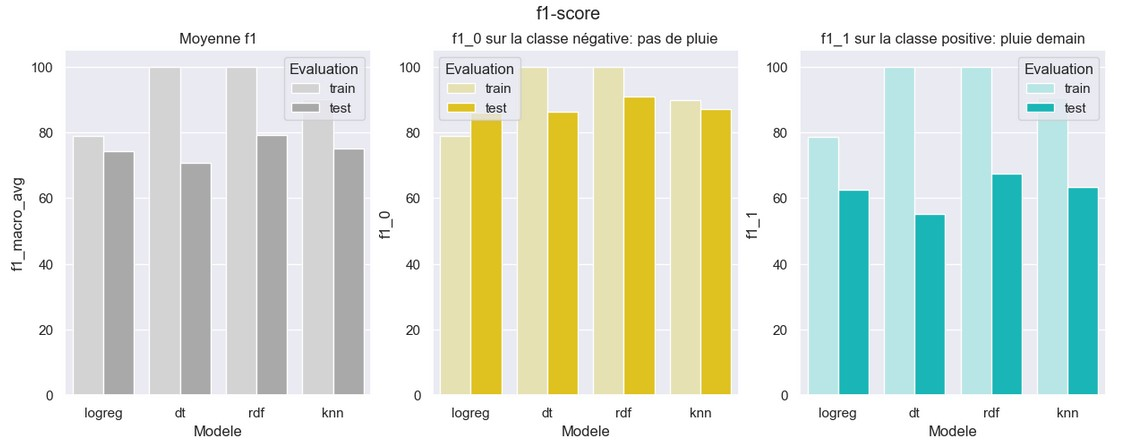 f1-score
Moyenne f1
f1_macro_avg
100
80
60
40
20
0
Evaluation
train
test
logreg dt rdf knn
Modele
f1_0 sur la classe négative: pas de pluie
f1_0
100
80
60
40
20
0
Evaluation
train
test
logreg dt rdf knn
Modele
f1_1 sur la classe positive: pluie demain
f1_1
100
80
60
40
20
0
Evaluation
train
test
logreg dt rdf knn
Modele